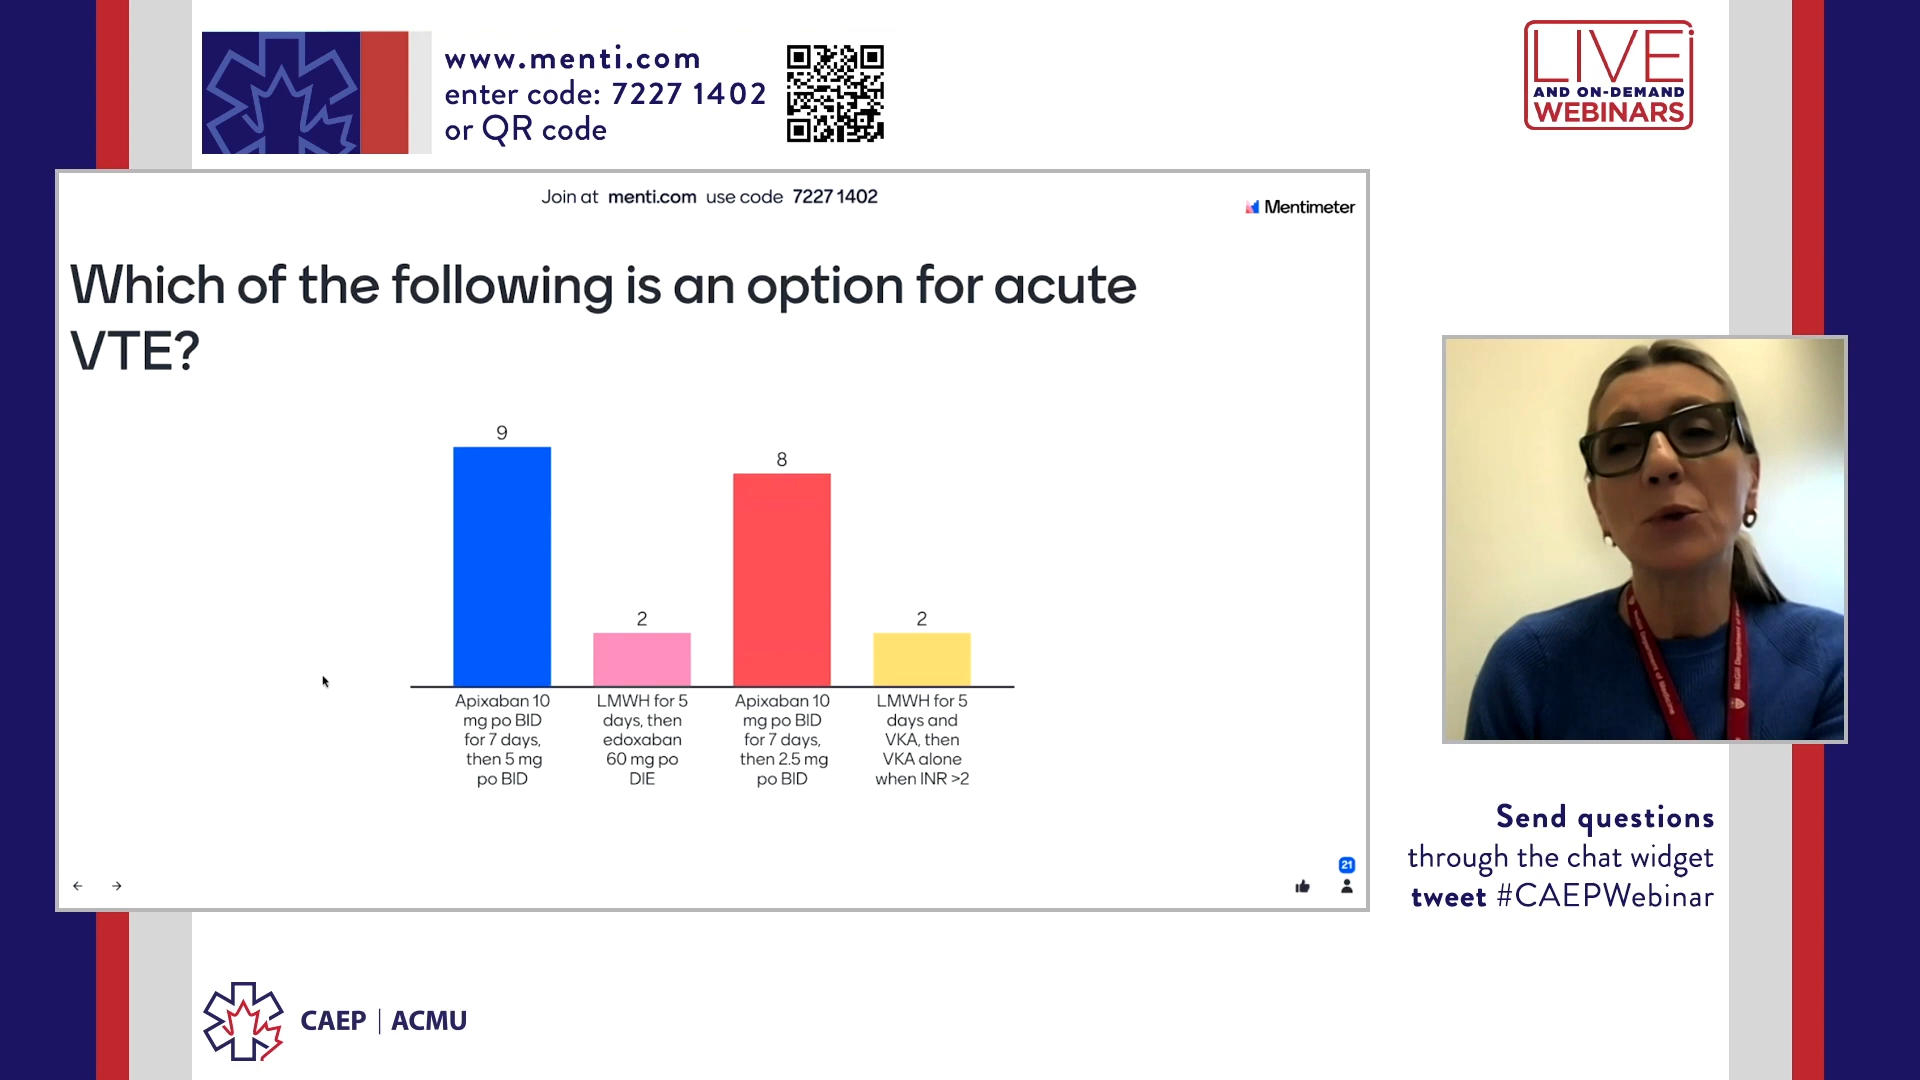 www.menti.com
enter code: 7227 1402
or QR code
LIVE
AND ON-DEMAND
WEBINARS
Join at menti.com use code 7227 1402
Mentimeter
Which of the following is an option for acute
VTE?
9
2
8
2
Apixaban 10
mg po BID
for 7 days,
then 5 mg
po BID
LMWH for 5
days, then
edoxaban
60 mg po
DIE
Apixaban 10
mg po BID
for 7 days,
then 2.5 mg
po BID
LMWH for 5
days and
VKA, then
VKA alone
when INR >2
21
Send questions
through the chat widget
tweet #CAEPWebinar
CAEP | ACMU